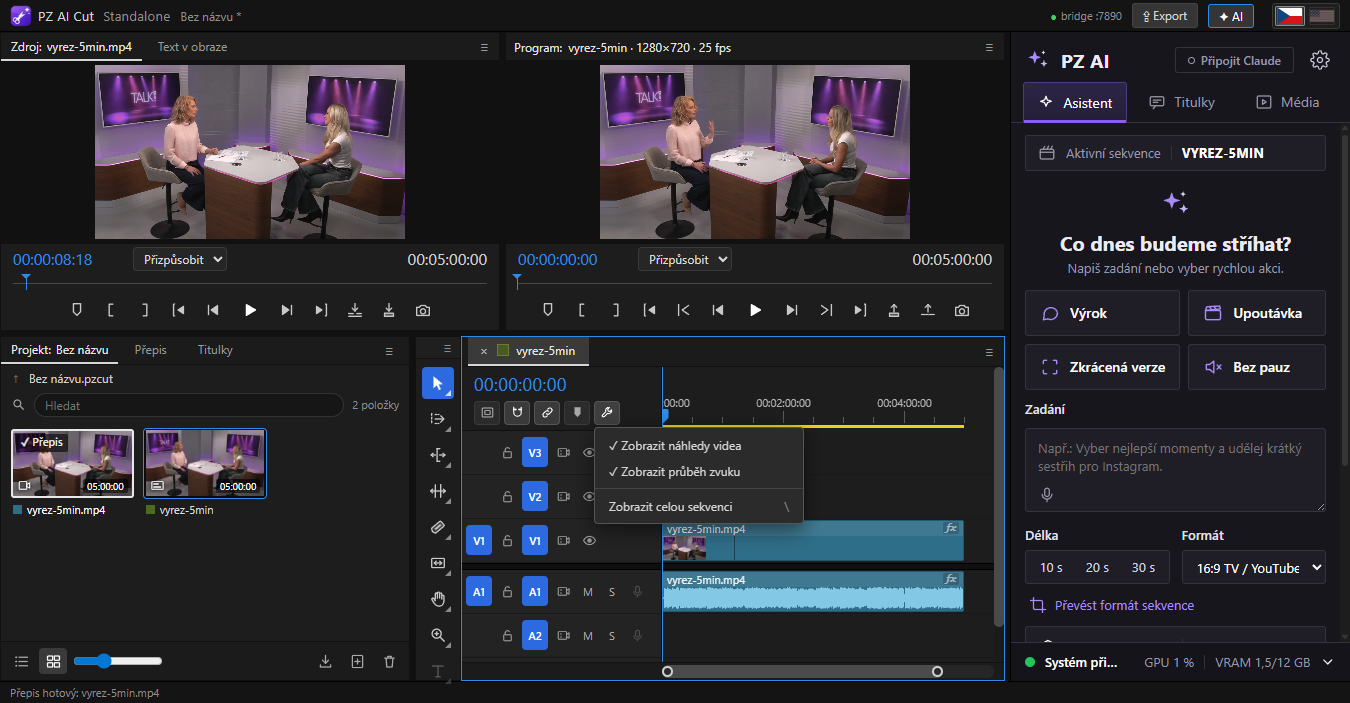 PZ AI Cut Standalone Bez názvu *
bridge :7890 Export AI
Zdroj: vyrez-5min.mp4 Text v obraze
Program: vyrez-5min · 1280×720 · 25 fps
TALK!
TALK!
00:00:08:18 Přizpůsobit 00:05:00:00
00:00:00:00 Přizpůsobit 00:05:00:00
Projekt: Bez názvu Přepis Titulky
Bez názvu.pzcut
Hledat 2 položky
✓ Přepis
05:00:00
05:00:00
vyrez-5min.mp4
vyrez-5min
× vyrez-5min
00:00:00:00
00:00 00:02:00:00 00:04:00:00
✓ Zobrazit náhledy videa
✓ Zobrazit průběh zvuku
Zobrazit celou sekvenci \
V3
V2
V1 V1
vyrez-5min.mp4 fx
A1 A1 M S
vyrez-5min.mp4 fx
A2 M S
T
PZ AI Připojit Claude
Asistent Titulky Média
Aktivní sekvence VYREZ-5MIN
Co dnes budeme stříhat?
Napiš zadání nebo vyber rychlou akci.
Výrok Upoutávka
Zkrácená verze Bez pauz
Zadání
Např.: Vyber nejlepší momenty a udělej krátký
sestřih pro Instagram.
Délka Formát
10 s 20 s 30 s 16:9 TV / YouTube
Převést formát sekvence
Systém při... GPU 1 % VRAM 1,5/12 GB
Přepis hotový: vyrez-5min.mp4